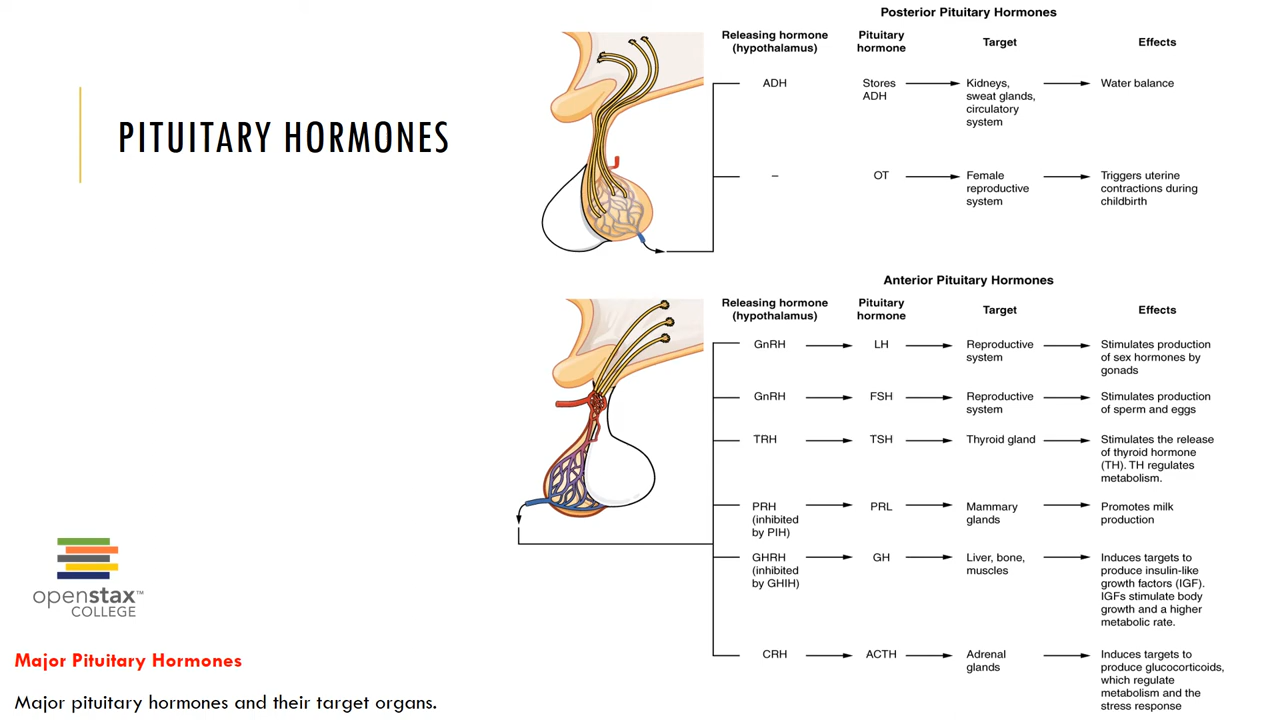 PITUITARY HORMONES
Posterior Pituitary Hormones
Releasing hormone
(hypothalamus)
Pituitary
hormone
Target
Effects
ADH
Stores
ADH
Kidneys,
sweat glands,
circulatory
system
Water balance
–
OT
Female
reproductive
system
Triggers uterine
contractions during
childbirth
Anterior Pituitary Hormones
Releasing hormone
(hypothalamus)
Pituitary
hormone
Target
Effects
GnRH
LH
Reproductive
system
Stimulates production
of sex hormones by
gonads
GnRH
FSH
Reproductive
system
Stimulates production
of sperm and eggs
TRH
TSH
Thyroid gland
Stimulates the release
of thyroid hormone
(TH). TH regulates
metabolism.
PRH
(inhibited
by PIH)
PRL
Mammary
glands
Promotes milk
production
GHRH
(inhibited
by GHIH)
GH
Liver, bone,
muscles
Induces targets to
produce insulin-like
growth factors (IGF).
IGFs stimulate body
growth and a higher
metabolic rate.
CRH
ACTH
Adrenal
glands
Induces targets to
produce glucocorticoids,
which regulate
metabolism and the
stress response
openstax™
COLLEGE
Major Pituitary Hormones
Major pituitary hormones and their target organs.